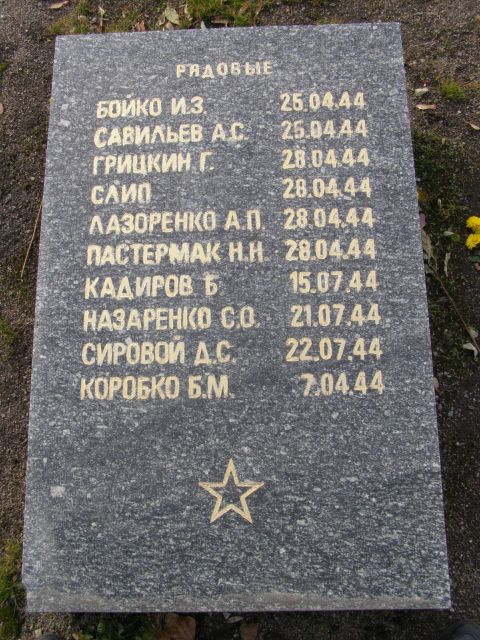 РЯДОВЫЕ
БОЙКО И.З. 25.04.44
САВИЛЬЕВ А.С. 25.04.44
ГРИЦКИН Г. 28.04.44
СЛИП 28.04.44
ЛАЗОРЕНКО А.П. 28.04.44
ПАСТЕРМАК Н.Н. 28.04.44
КАДИРОВ Б. 15.07.44
НАЗАРЕНКО С.О. 21.07.44
СИРОВОЙ Д.С. 22.07.44
КОРОБКО Б.М. 7.04.44